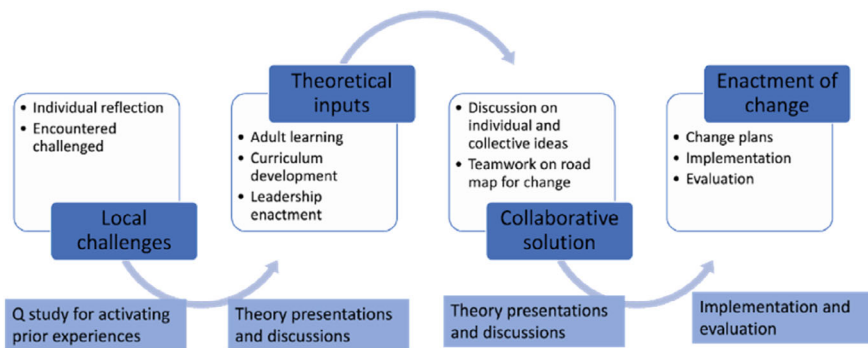 • Individual reflection
• Encountered challenged
Local
challenges
Q study for activating
prior experiences
Theoretical
inputs
• Adult learning
• Curriculum
development
• Leadership
enactment
Theory presentations
and discussions
• Discussion on
individual and
collective ideas
• Teamwork on road
map for change
Collaborative
solution
Theory presentations
and discussions
Enactment of
change
• Change plans
• Implementation
• Evaluation
Implementation and
evaluation